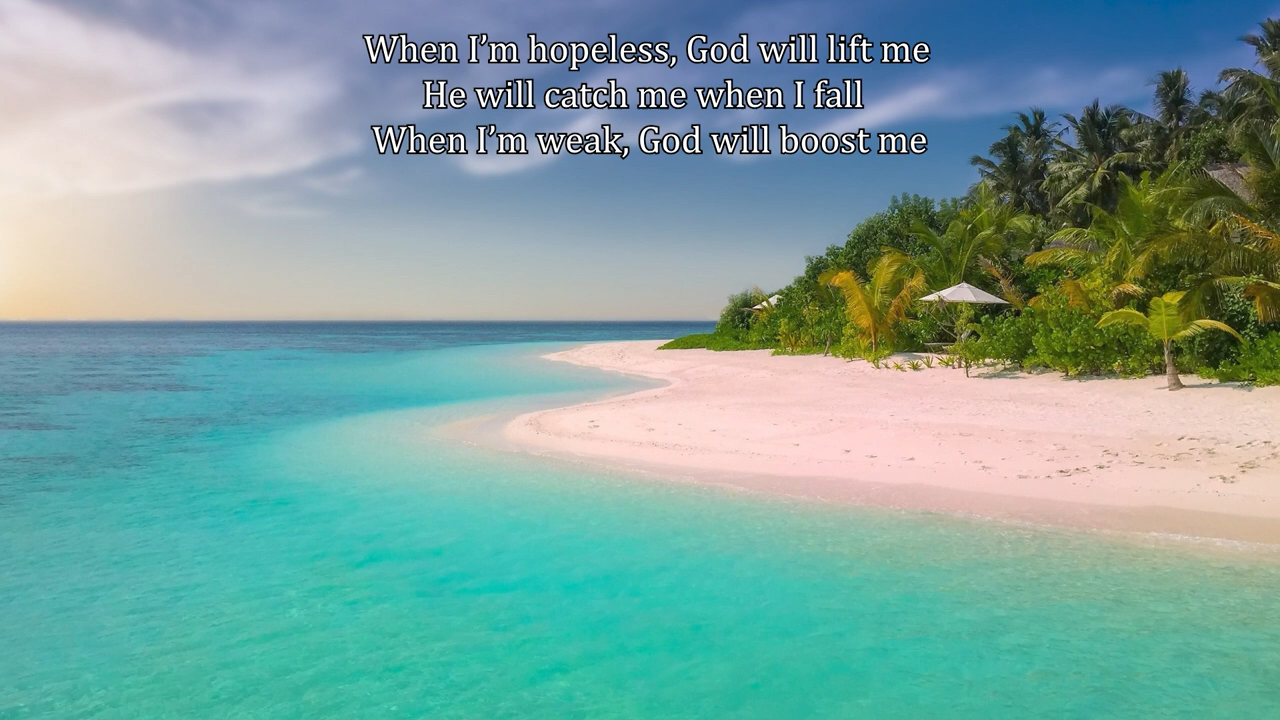 When I’m hopeless, God will lift me
He will catch me when I fall
When I’m weak, God will boost me